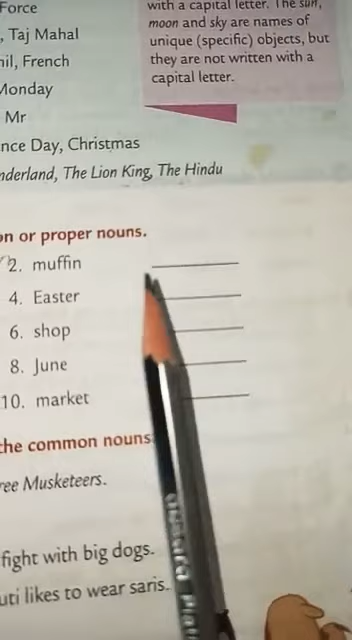 Force
with a capital letter. The sun,
, Taj Mahal
moon and sky are names of
unique (specific) objects, but
French
they are not written with a
Monday
capital letter.
Mr
nce Day, Christmas
nderland, The Lion King, The Hindu
on or proper nouns.
2. muffin
4. Easter
6. shop
8. June
10. market
the common nouns
ree Musketeers.
fight with big dogs.
uti likes to wear saris.